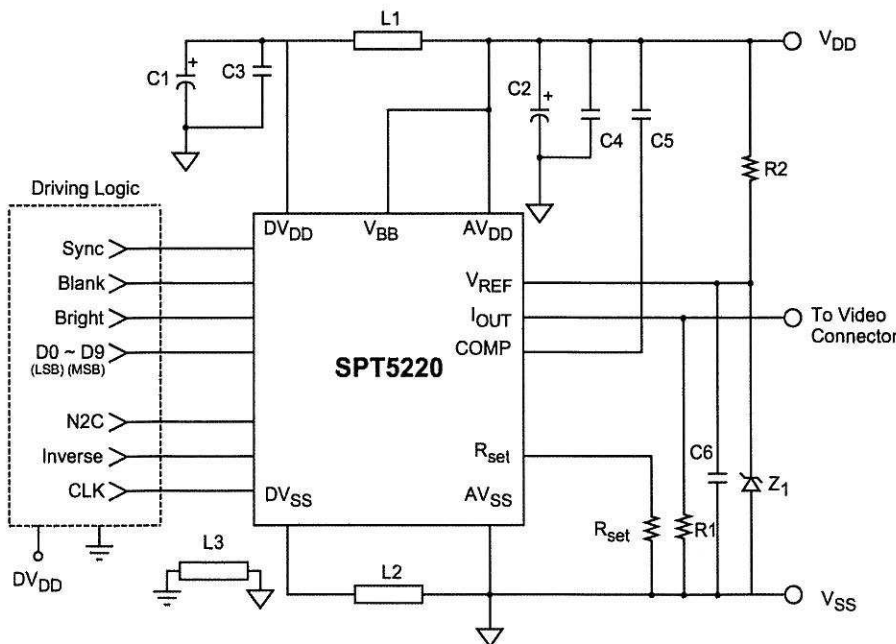 L1
VDD
C1
C3
C2
C4
C5
R2
Driving Logic
DVDD
VBB
AVDD
Sync
Blank
Bright
D0 ~ D9
(LSB) (MSB)
N2C
Inverse
CLK
VREF
IOUT
COMP
To Video
Connector
SPT5220
Rset
C6
Z1
DVSS
AVSS
Rset
R1
L3
L2
DVDD
VSS